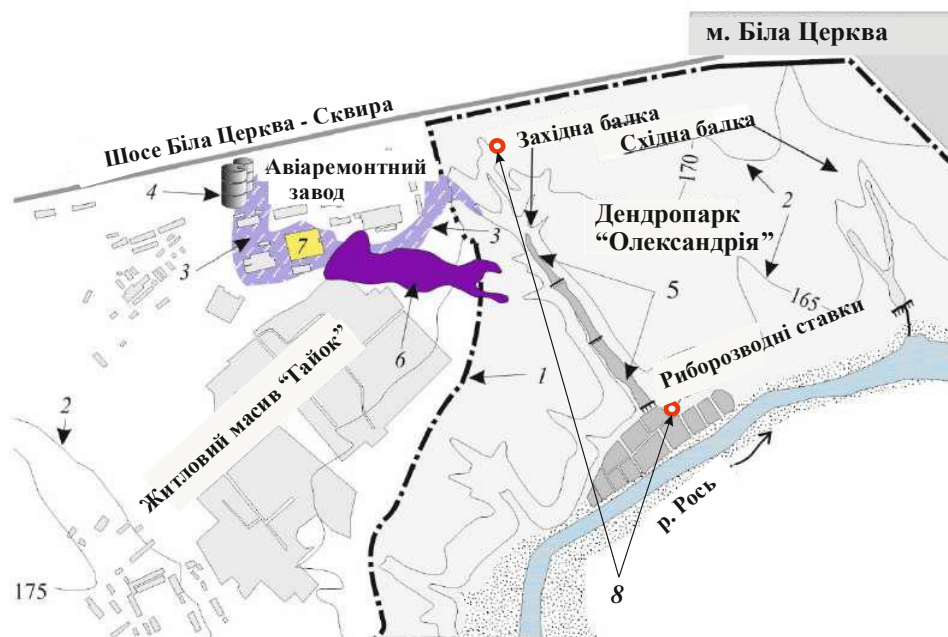 м. Біла Церква
Шосе Біла Церква - Сквира
Західна балка
Східна балка
Авіаремонтний
завод
4
170
2
Дендропарк
“Олександрія”
3
7
3
5
165
6
1
Риборозводні ставки
Житловий масив “Гайок”
2
р. Рось
175
8